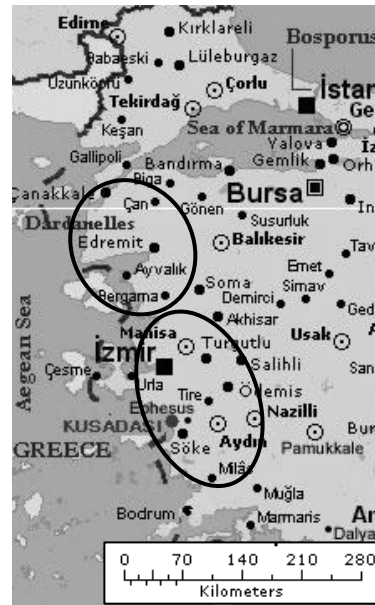 Edirne
Kırklareli
Babaeski
Lüleburgaz
Bosporus
Uzunköprü
Çorlu
İstan
Tekirdağ
Ge
Keşan
Sea of Marmara
İz
Yalova
Gallipoli
Bandırma
Gemlik
Orh
Biga
Çanakkale
Bursa
Çan
Gönen
In
Dardanelles
Susurluk
Edremit
Balıkesir
Tav
Ayvalık
Emet
Bergama
Soma
Simav
Demirci
Ged
Akhisar
Aegean Sea
Manisa
Usak
A
Turgutlu
İzmir
Salihli
San
Çeşme
Urla
Ödemis
Tire
Ephesus
Nazilli
KUSADASI
Aydın
Bur
GREECE
Söke
Pamukkale
Milâs
Muğla
Bodrum
An
Marmaris
Dalya
0 70 140 210 280
Kilometers